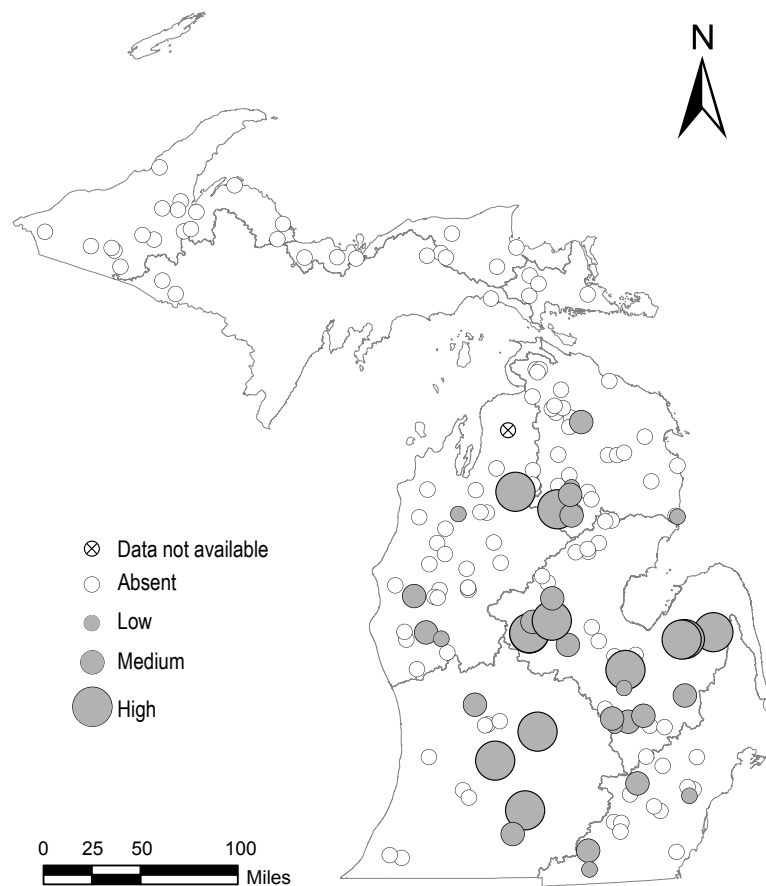 N
Data not available
Absent
Low
Medium
High
0 25 50 100
Miles